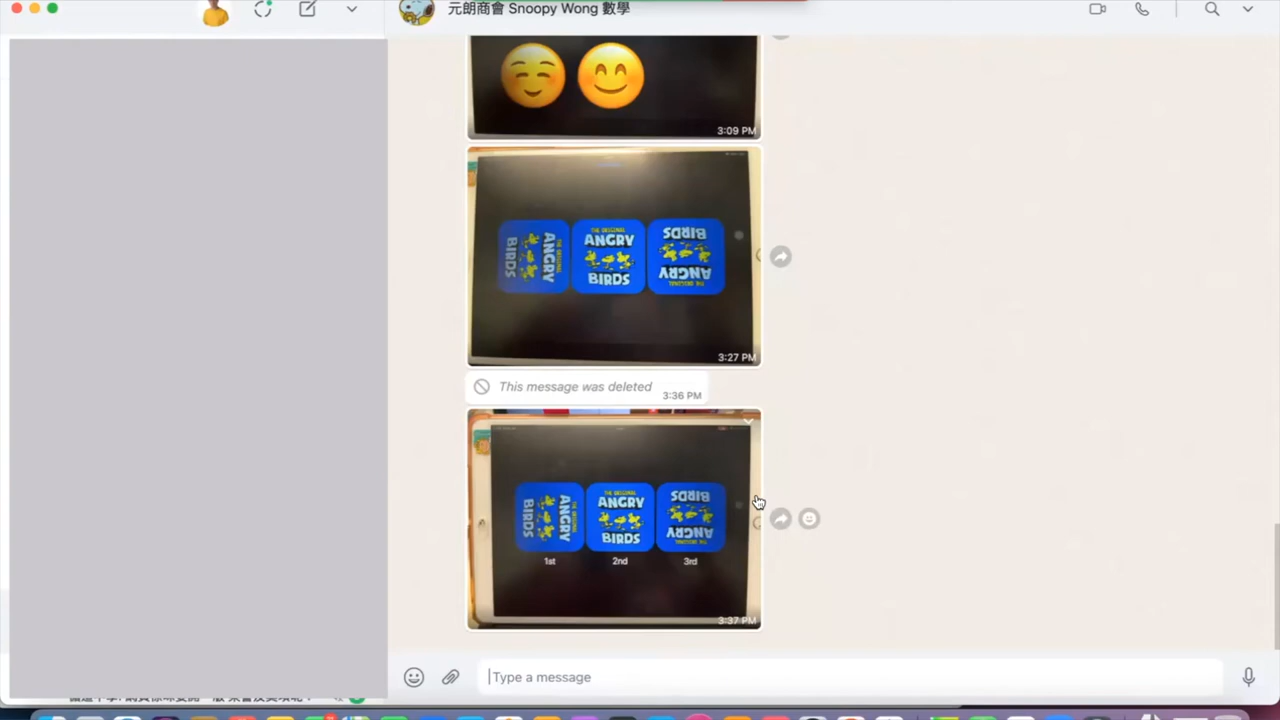 元朗商會 Snoopy Wong 數學
3:09 PM
THE ORIGINAL
ANGRY
BIRDS
THE ORIGINAL
ANGRY
BIRDS
THE ORIGINAL
ANGRY
BIRDS
3:27 PM
This message was deleted
3:36 PM
THE ORIGINAL
ANGRY
BIRDS
THE ORIGINAL
ANGRY
BIRDS
THE ORIGINAL
ANGRY
BIRDS
1st 2nd 3rd
3:37 PM
Type a message